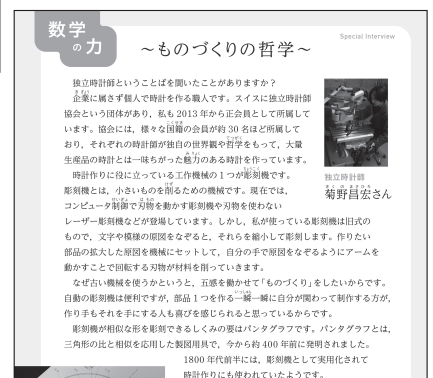 数学
の力
Special Interview
～ものづくりの哲学～
独立時計師ということばを聞いたことがありますか？
企業に属さず個人で時計を作る職人です。スイスに独立時計師
協会という団体があり，私も 2013 年から正会員として所属して
います。協会には，様々な国籍の会員が約 30 名ほど所属して
おり，それぞれの時計師が独自の世界観や哲学をもって，大量
生産品の時計とは一味ちがった魅力のある時計を作っています。
時計作りに役に立っている工作機械の 1 つが彫刻機です。
彫刻機とは，小さいものを削るための機械です。現在では，
コンピュータ制御で刃物を動かす彫刻機や刃物を使わない
レーザー彫刻機などが登場しています。しかし，私が使っている彫刻機は旧式の
もので，文字や模様の原図をなぞると，それらを縮小して彫刻します。作りたい
部品の拡大した原図を機械にセットして，自分の手で原図をなぞるようにアームを
動かすことで回転する刃物が材料を削っていきます。
なぜ古い機械を使うかというと，五感を働かせて「ものづくり」をしたいからです。
自動の彫刻機は便利ですが，部品 1 つを作る一瞬一瞬に自分が関わって制作する方が，
作り手もそれを手にする人も喜びを感じられると思っているからです。
彫刻機が相似な形を彫刻できるしくみの要はパンタグラフです。パンタグラフとは，
三角形の比と相似を応用した製図用具で，今から約 400 年前に発明されました。
1800 年代前半には，彫刻機として実用化されて
時計作りにも使われていたようです。
独立時計師
菊野昌宏さん